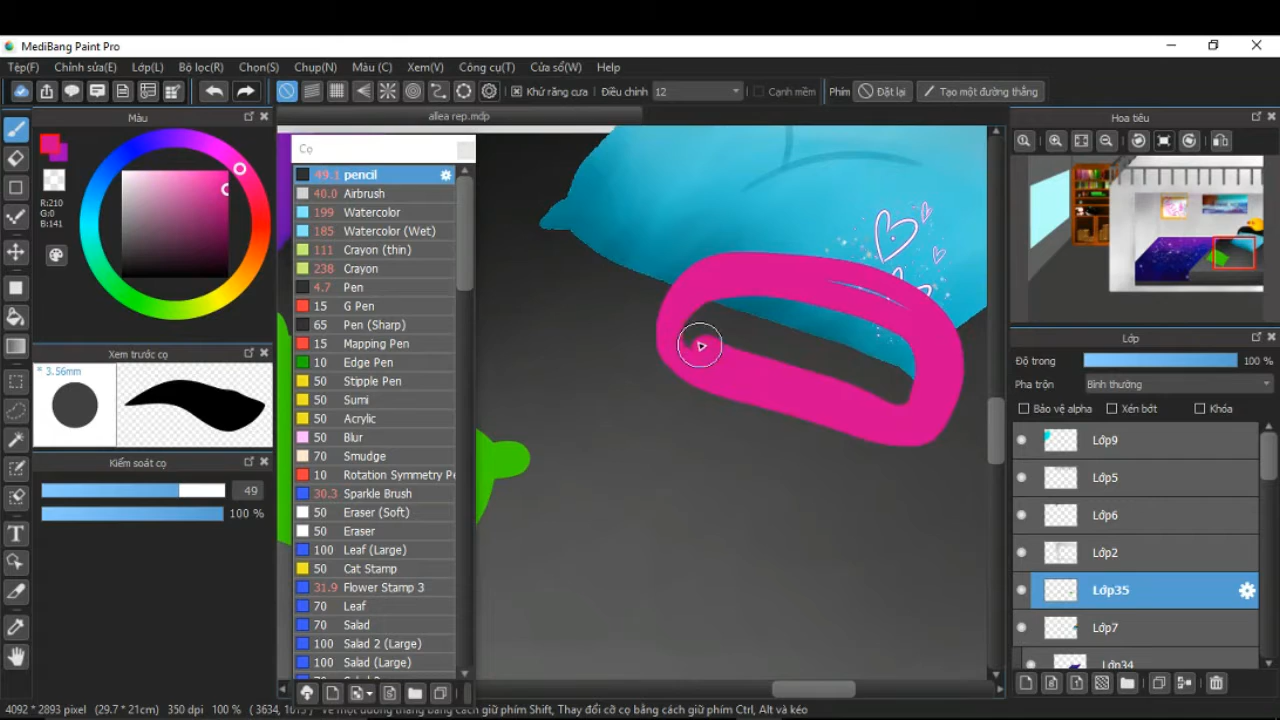 MediBang Paint Pro
Tệp(F) Chỉnh sửa(E) Lớp(L) Bộ lọc(R) Chọn(S) Chụp(N) Màu (C) Xem(V) Công cụ(T) Cửa sổ(W) Help
Khử răng cưa Điều chỉnh 12 Cạnh mềm Phím Đặt lại Tạo một đường thẳng
Màu
R:210
G:0
B:141
Xem trước cọ
* 3.56mm
Kiểm soát cọ
49
100 %
allea rep.mdp
Cọ
49.1 pencil
40.0 Airbrush
199 Watercolor
185 Watercolor (Wet)
111 Crayon (thin)
238 Crayon
4.7 Pen
15 G Pen
65 Pen (Sharp)
15 Mapping Pen
10 Edge Pen
50 Stipple Pen
50 Sumi
50 Acrylic
50 Blur
70 Smudge
10 Rotation Symmetry Pe
30.3 Sparkle Brush
50 Eraser (Soft)
50 Eraser
100 Leaf (Large)
50 Cat Stamp
31.9 Flower Stamp 3
70 Leaf
70 Salad
100 Salad 2 (Large)
100 Salad (Large)
Hoa tiêu
Lớp
Độ trong 100 %
Pha trộn Bình thường
Bảo vệ alpha Xén bớt Khóa
Lớp9
Lớp5
Lớp6
Lớp2
Lớp35
Lớp7
Lớp34
4092 * 2893 pixel (29.7 * 21cm) 350 dpi 100 % ( 3634, 1615 ) Vẽ một đường thẳng bằng cách giữ phím Shift, Thay đổi cỡ cọ bằng cách giữ phím Ctrl, Alt và kéo